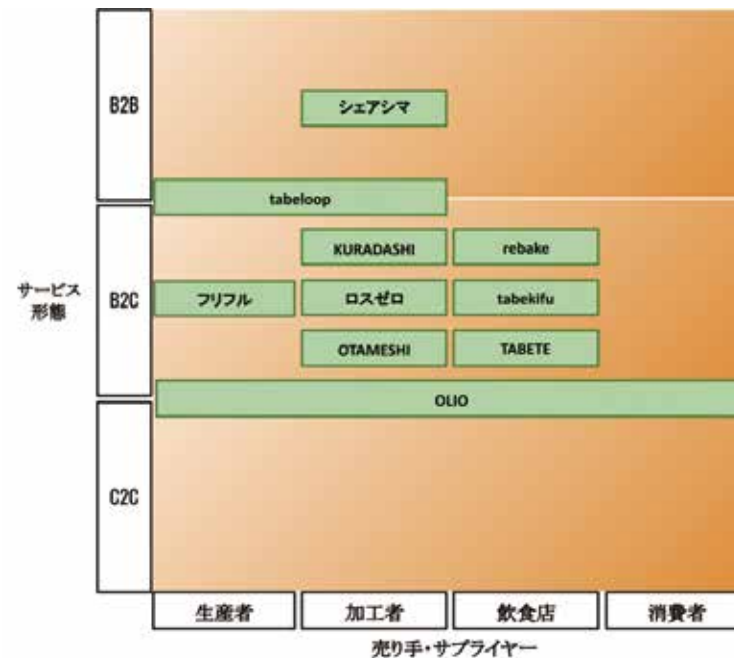 B2B
シェアシマ
tabeloop
KURADASHI
rebake
サービス
形態
B2C
フリフル
ロスゼロ
tabekifu
OTAMESHI
TABETE
OLIO
C2C
生産者
加工者
飲食店
消費者
売り手・サプライヤー